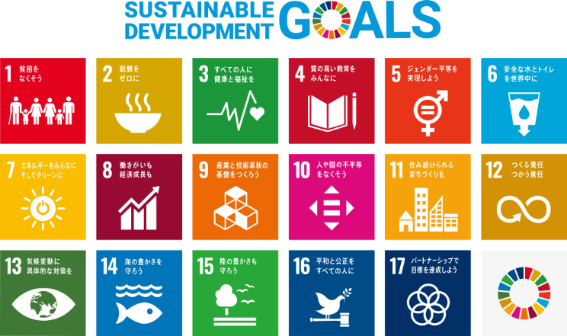 SUSTAINABLE
DEVELOPMENT
GOALS
1 貧困を
なくそう
2 飢餓を
ゼロに
3 すべての人に
健康と福祉を
4 質の高い教育を
みんなに
5 ジェンダー平等を
実現しよう
6 安全な水とトイレ
を世界中に
7 エネルギーをみんなに
そしてクリーンに
8 働きがいも
経済成長も
9 産業と技術革新の
基盤をつくろう
10 人や国の不平等
をなくそう
11 住み続けられる
まちづくりを
12 つくる責任
つかう責任
13 気候変動に
具体的な対策を
14 海の豊かさを
守ろう
15 陸の豊かさも
守ろう
16 平和と公正を
すべての人に
17 パートナーシップで
目標を達成しよう